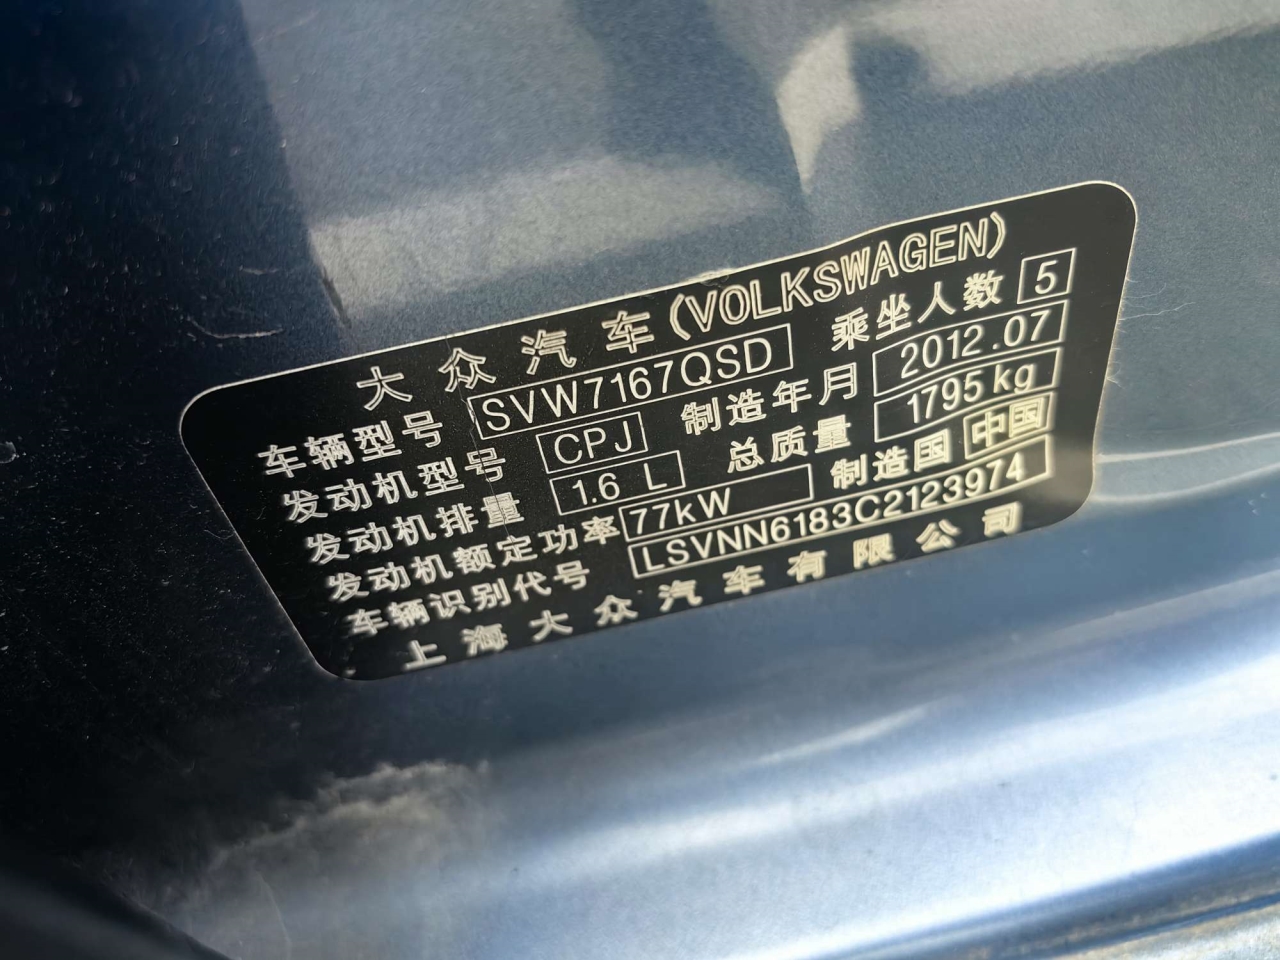 大众汽车(VOLKSWAGEN)
车辆型号 SVW7167QSD 乘坐人数 5
发动机型号 CPJ 制造年月 2012.07
发动机排量 1.6 L 总质量 1795 kg
发动机额定功率 77kW 制造国 中国
车辆识别代号 LSVNN6183C2123974
上海大众汽车有限公司